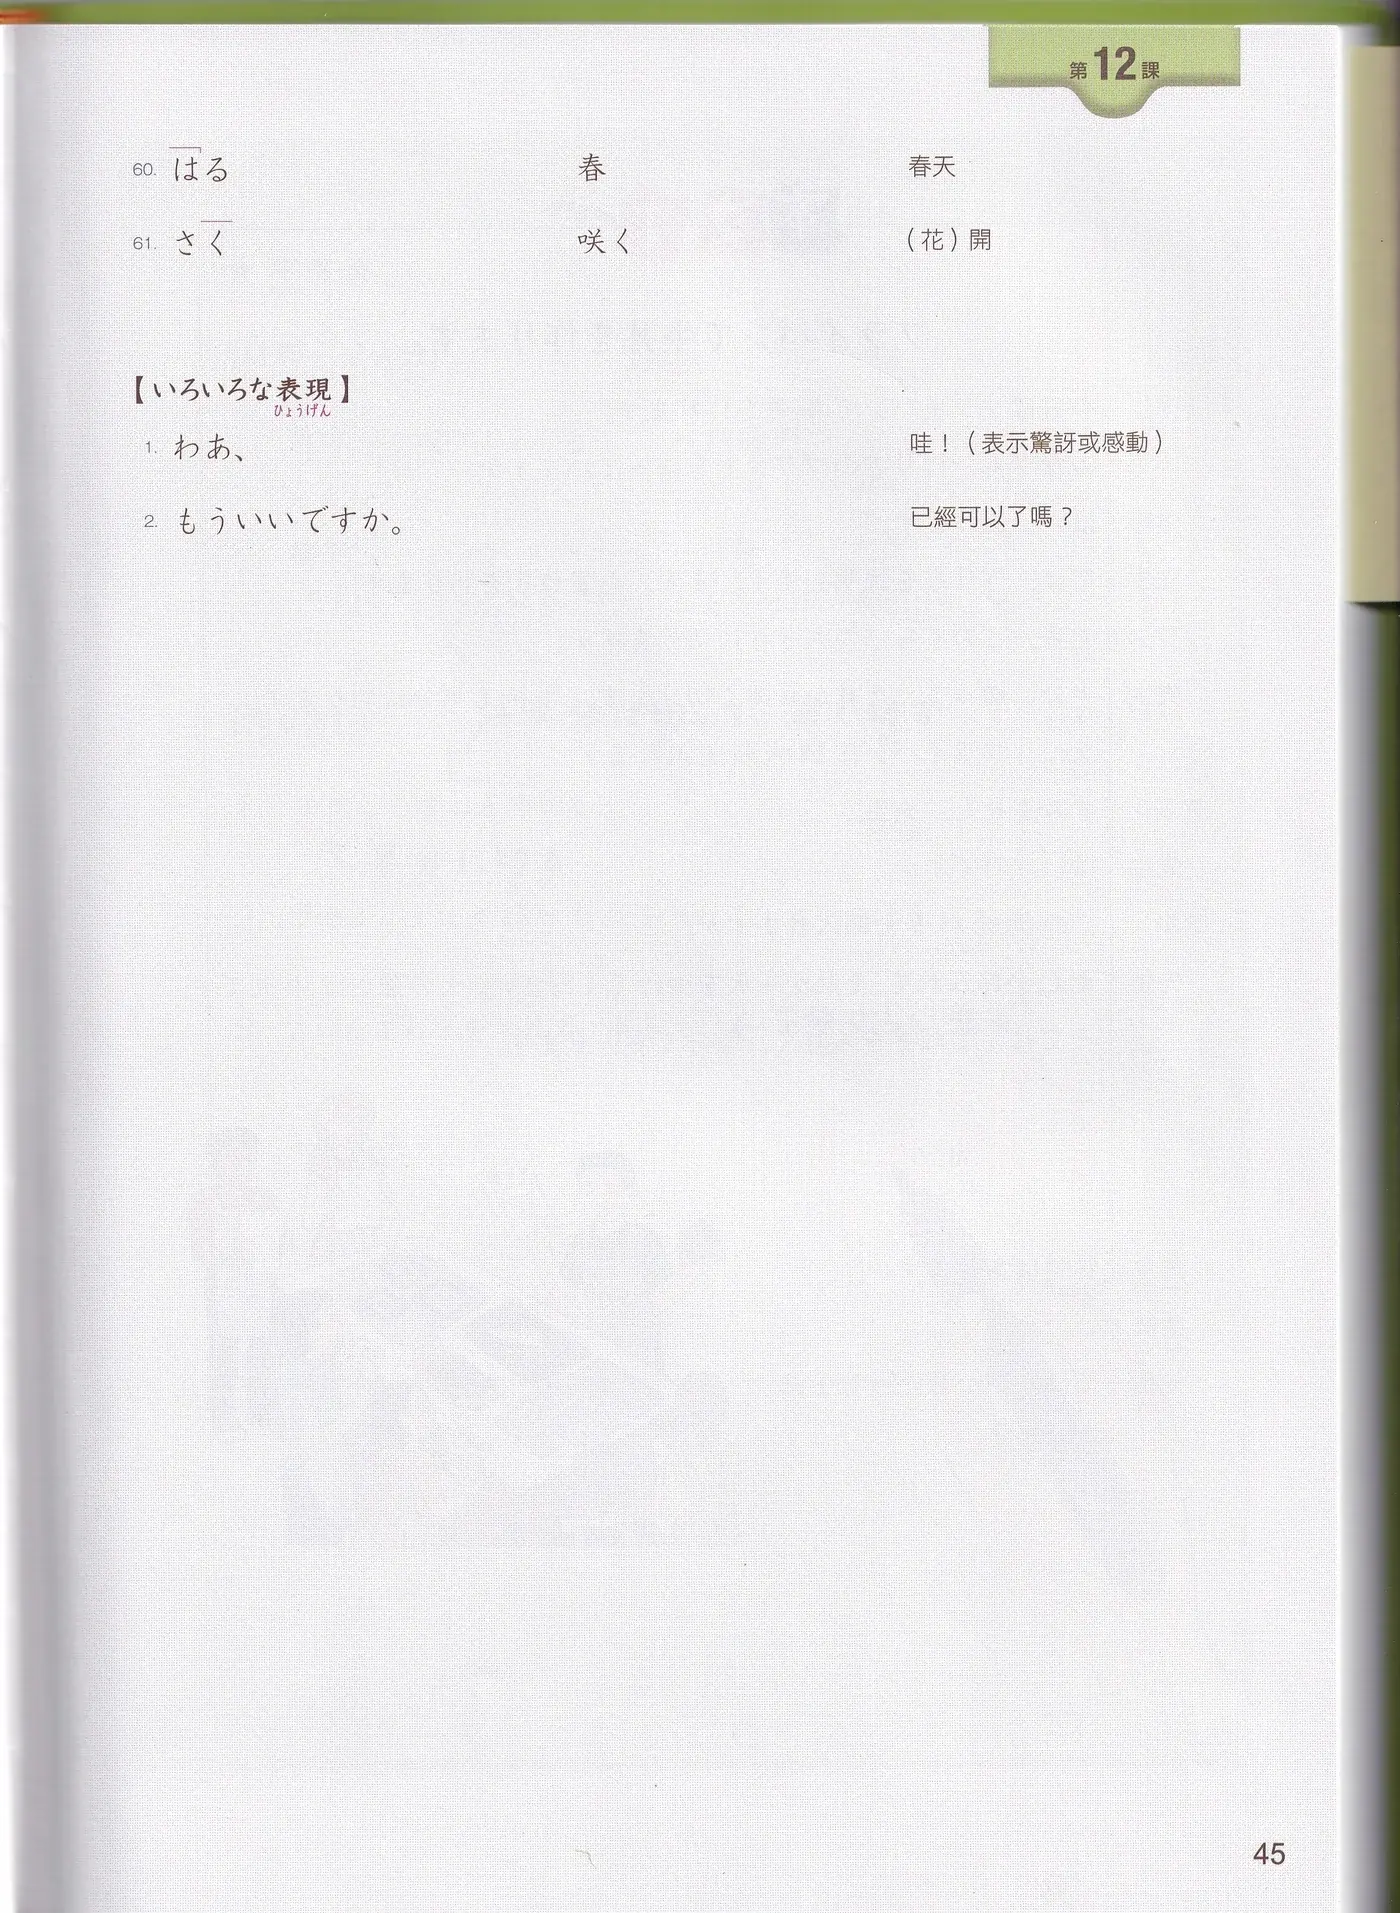 第12課
60. はる 春 春天
61. さく 咲く （花）開
【いろいろな表現】
ひょうげん
1. わあ、 哇！（表示驚訝或感動）
2. もういいですか。 已經可以了嗎？
45